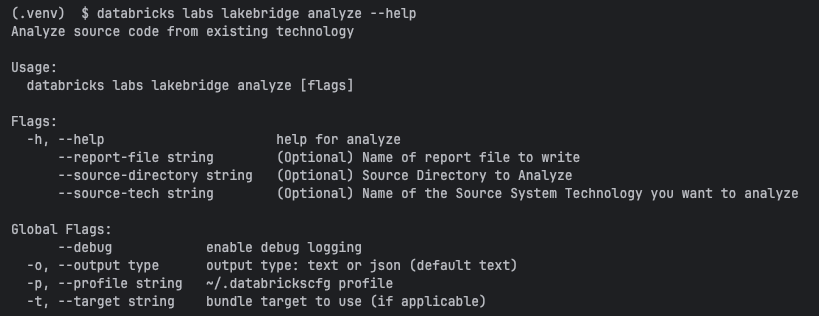 (.venv)  $ databricks labs lakebridge analyze --help
Analyze source code from existing technology

Usage:
  databricks labs lakebridge analyze [flags]

Flags:
  -h, --help                      help for analyze
      --report-file string        (Optional) Name of report file to write
      --source-directory string   (Optional) Source Directory to Analyze
      --source-tech string        (Optional) Name of the Source System Technology you want to analyze

Global Flags:
      --debug            enable debug logging
  -o, --output type      output type: text or json (default text)
  -p, --profile string   ~/.databrickscfg profile
  -t, --target string    bundle target to use (if applicable)